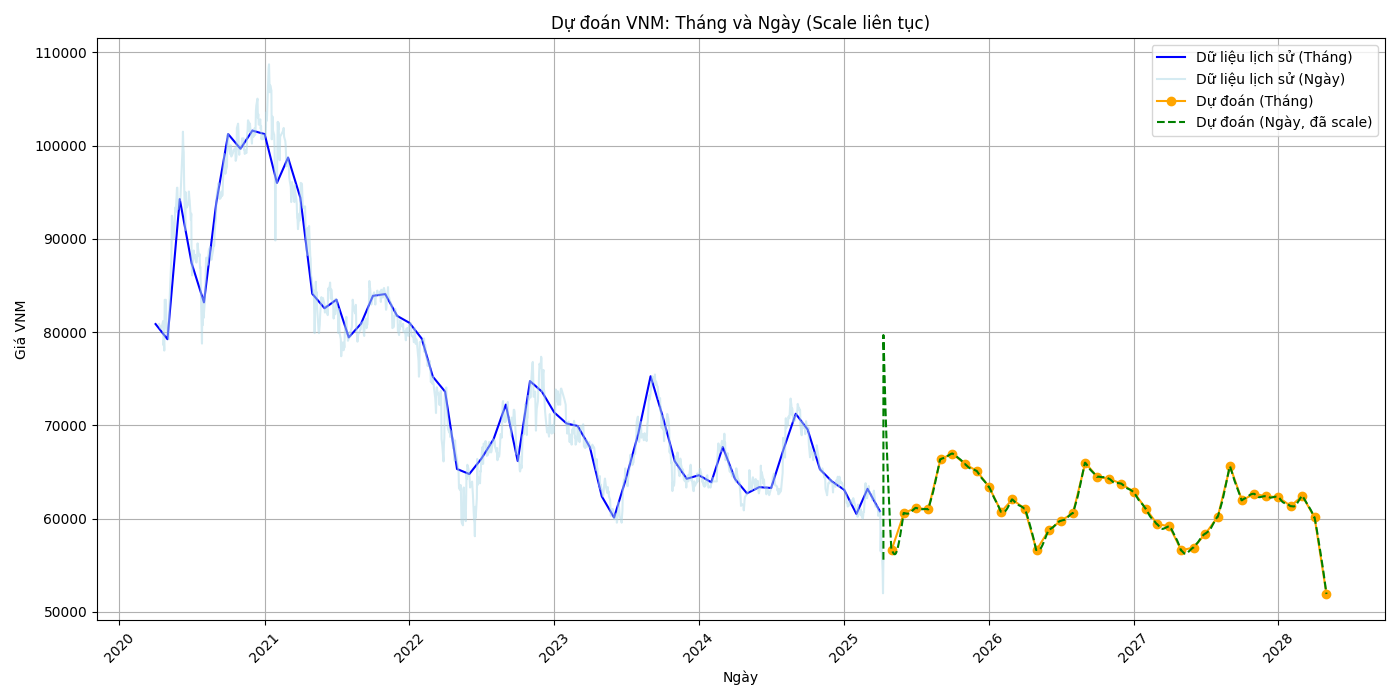 Dự đoán VNM: Tháng và Ngày (Scale liên tục)
Dữ liệu lịch sử (Tháng)
Dữ liệu lịch sử (Ngày)
Dự đoán (Tháng)
Dự đoán (Ngày, đã scale)
Giá VNM
110000
100000
90000
80000
70000
60000
50000
2020
2021
2022
2023
2024
2025
2026
2027
2028
Ngày